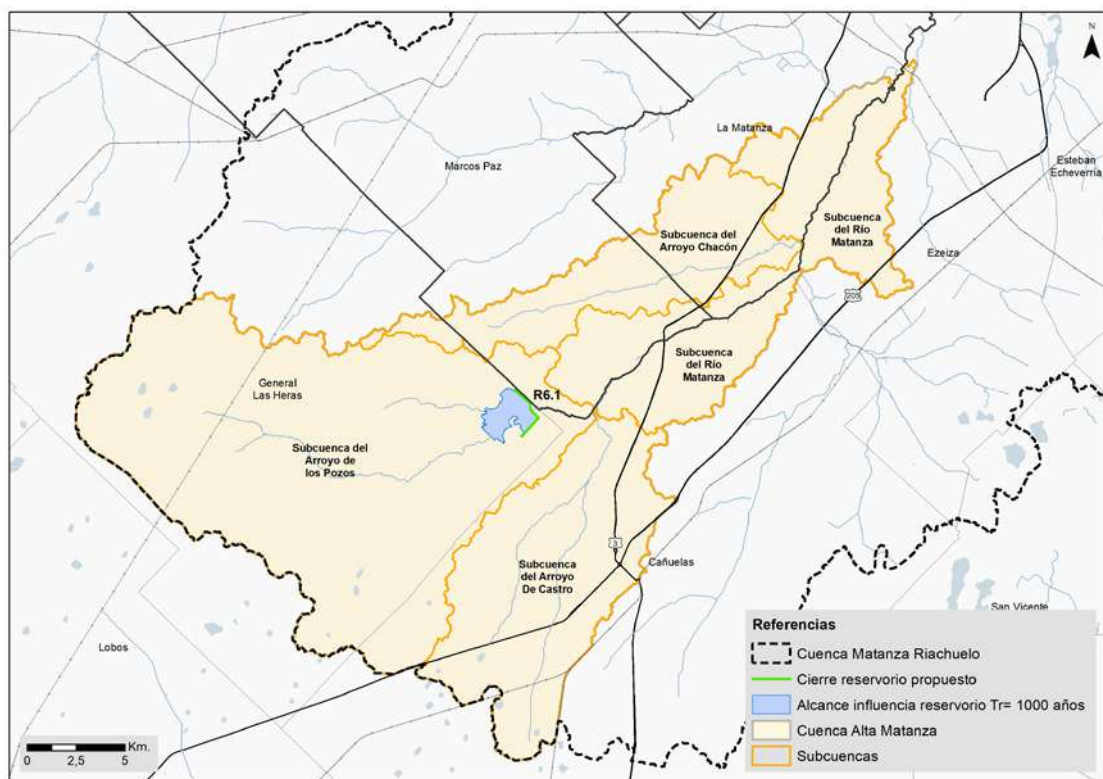 N
La Matanza
Marcos Paz
Esteban
Echeverría
Subcuenca
del Río
Matanza
Subcuenca del
Arroyo Chacón
Ezeiza
205
Subcuenca
del Río
Matanza
General
Las Heras
R6.1
Subcuenca del
Arroyo de
los Pozos
3
Subcuenca
del Arroyo
De Castro
Cañuelas
San Vicente
Lobos
Referencias
Cuenca Matanza Riachuelo
Cierre reservorio propuesto
Alcance influencia reservorio Tr= 1000 años
Cuenca Alta Matanza
Subcuencas
Km.
0 2,5 5